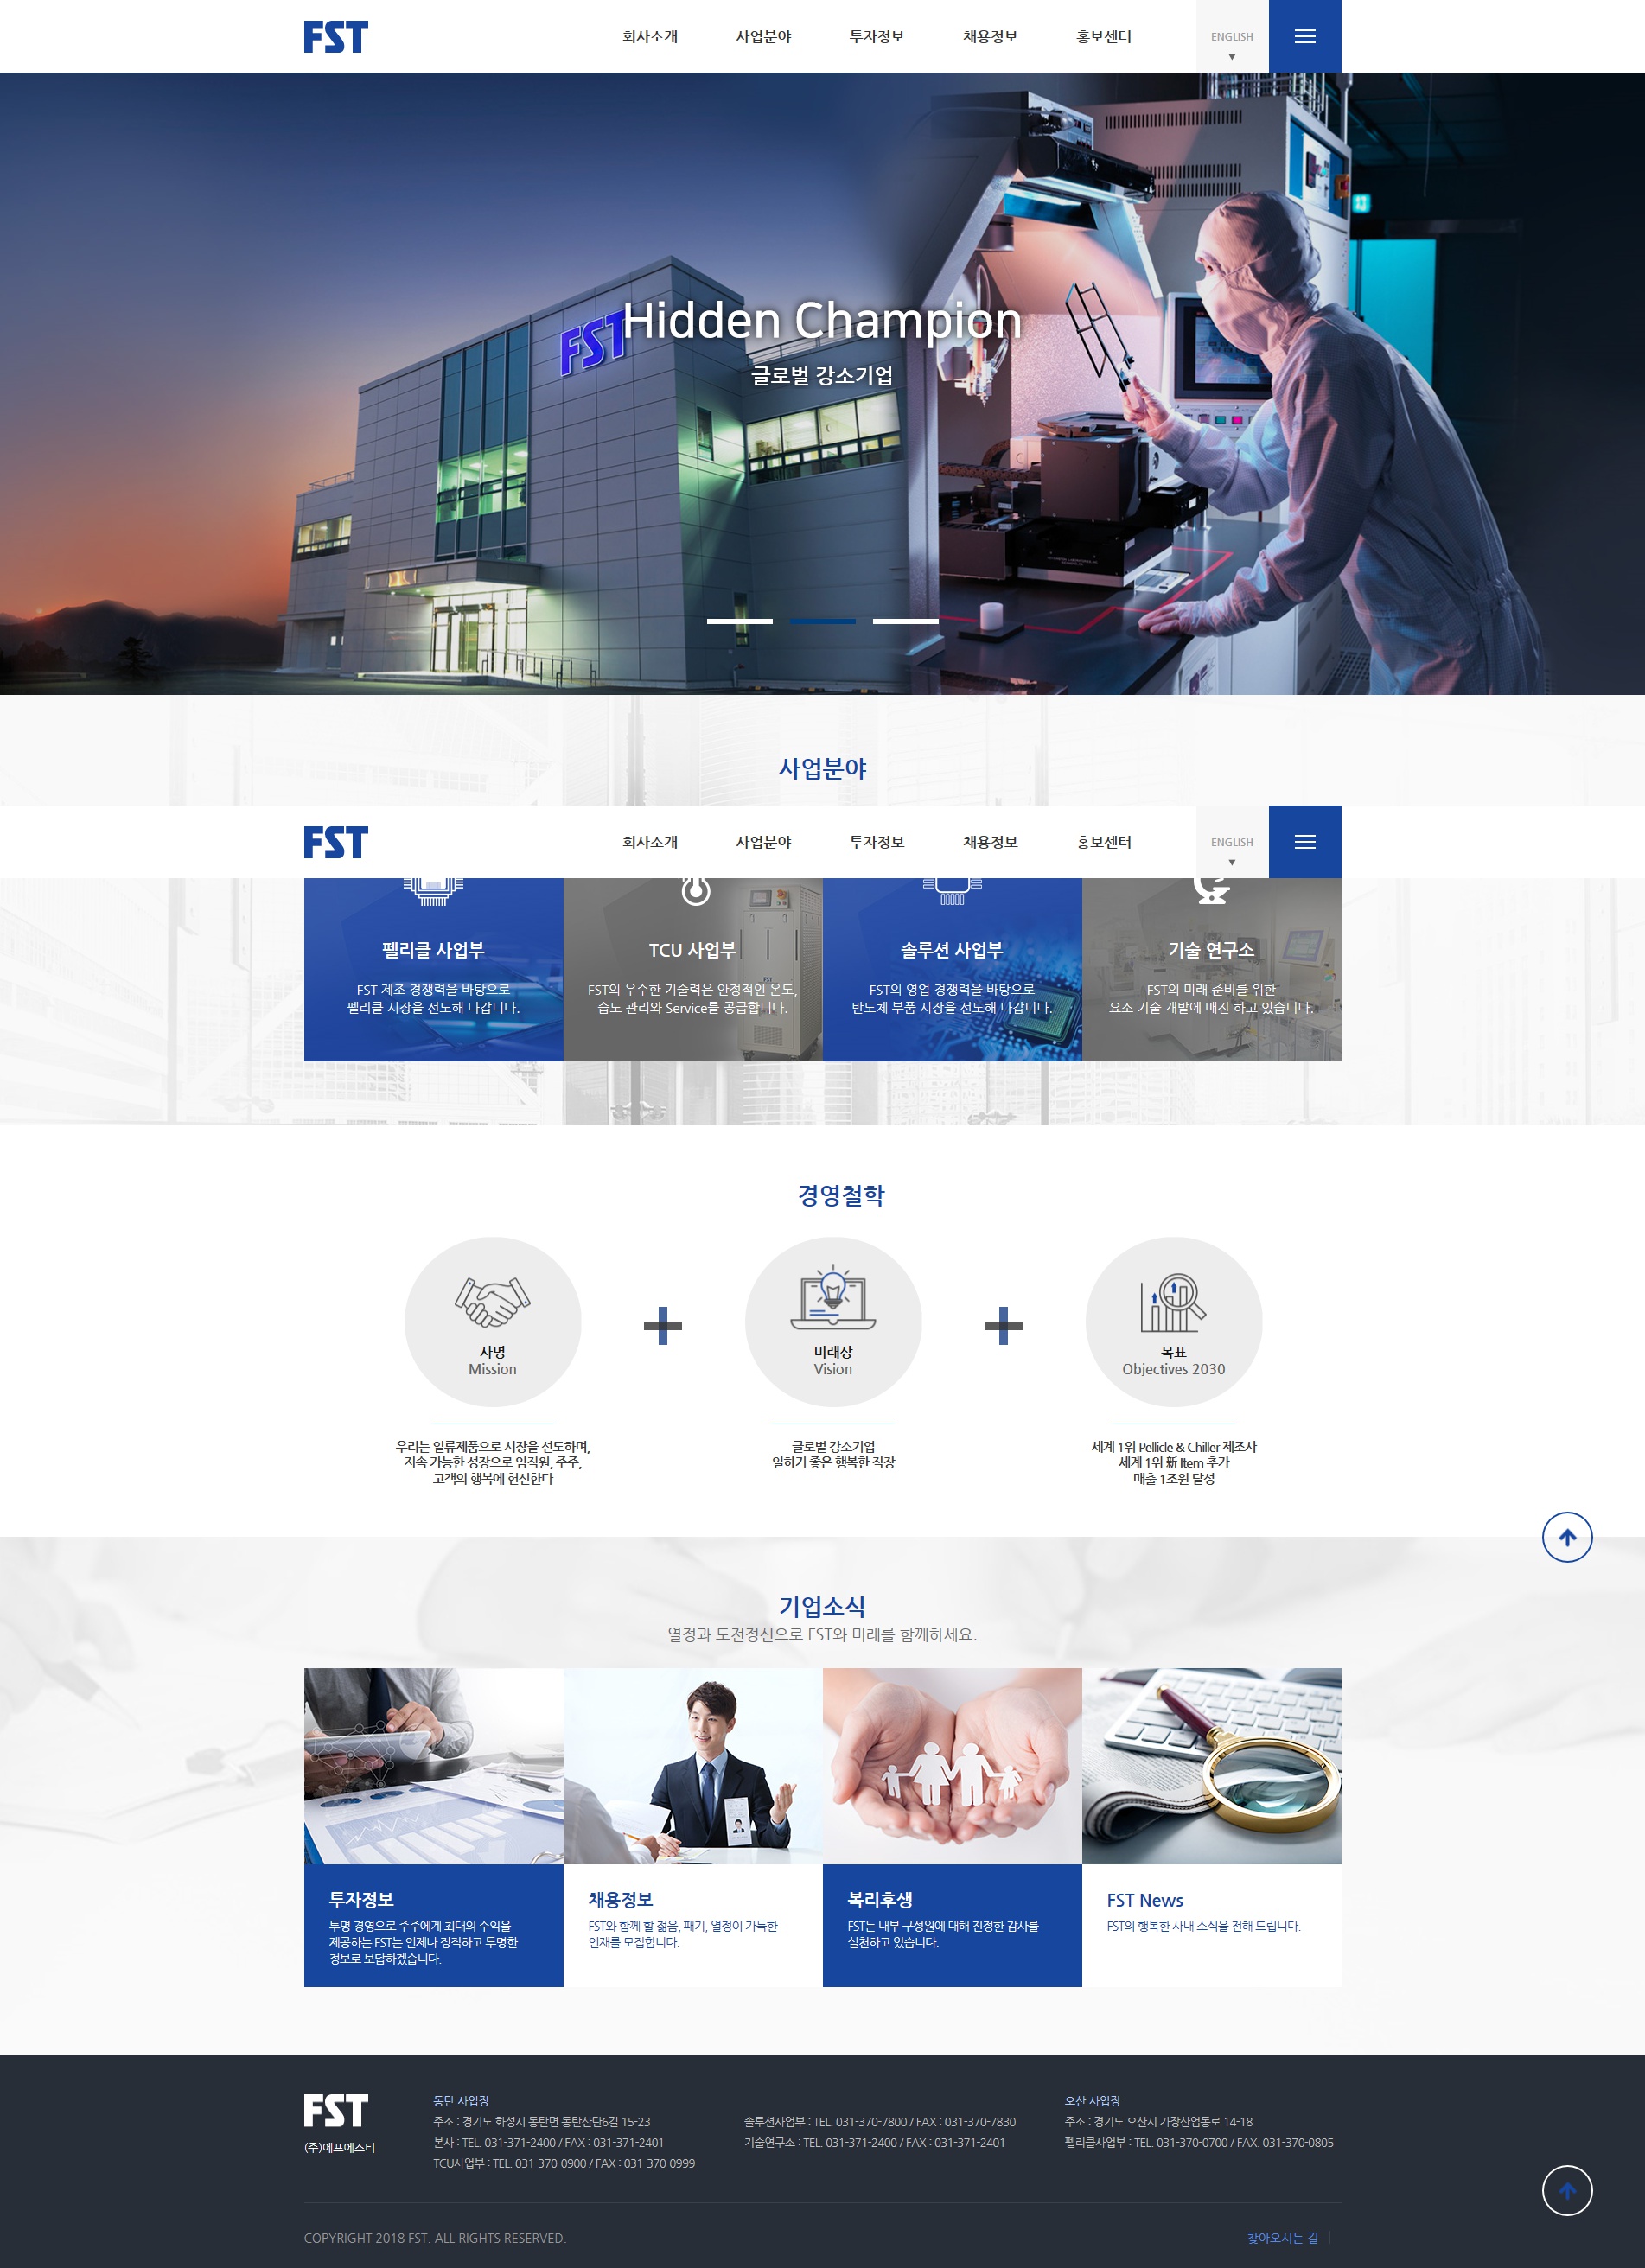 FST
회사소개 사업분야 투자정보 채용정보 홍보센터
ENGLISH
▼
FST
Hidden Champion
글로벌 강소기업
사업분야
FST
회사소개 사업분야 투자정보 채용정보 홍보센터
ENGLISH
▼
펠리클 사업부
FST 제조 경쟁력을 바탕으로
펠리클 시장을 선도해 나갑니다.
TCU 사업부
FST의 우수한 기술력은 안정적인 온도,
습도 관리와 Service를 공급합니다.
솔루션 사업부
FST의 영업 경쟁력을 바탕으로
반도체 부품 시장을 선도해 나갑니다.
기술 연구소
FST의 미래 준비를 위한
요소 기술 개발에 매진 하고 있습니다.
경영철학
사명
Mission
우리는 일류제품으로 시장을 선도하며,
지속 가능한 성장으로 임직원, 주주,
고객의 행복에 헌신한다
미래상
Vision
글로벌 강소기업
일하기 좋은 행복한 직장
목표
Objectives 2030
세계 1위 Pellicle & Chiller 제조사
세계 1위 新 Item 추가
매출 1조원 달성
기업소식
열정과 도전정신으로 FST와 미래를 함께하세요.
투자정보
투명 경영으로 주주에게 최대의 수익을
제공하는 FST는 언제나 정직하고 투명한
정보로 보답하겠습니다.
채용정보
FST와 함께 할 젊음, 패기, 열정이 가득한
인재를 모집합니다.
복리후생
FST는 내부 구성원에 대해 진정한 감사를
실천하고 있습니다.
FST News
FST의 행복한 사내 소식을 전해 드립니다.
FST
(주)에프에스티
동탄 사업장
주소 : 경기도 화성시 동탄면 동탄산단6길 15-23
본사 : TEL. 031-371-2400 / FAX : 031-371-2401
TCU사업부 : TEL. 031-370-0900 / FAX : 031-370-0999
솔루션사업부 : TEL. 031-370-7800 / FAX : 031-370-7830
기술연구소 : TEL. 031-371-2400 / FAX : 031-371-2401
오산 사업장
주소 : 경기도 오산시 가장산업동로 14-18
펠리클사업부 : TEL. 031-370-0700 / FAX. 031-370-0805
COPYRIGHT 2018 FST. ALL RIGHTS RESERVED.
찾아오시는 길